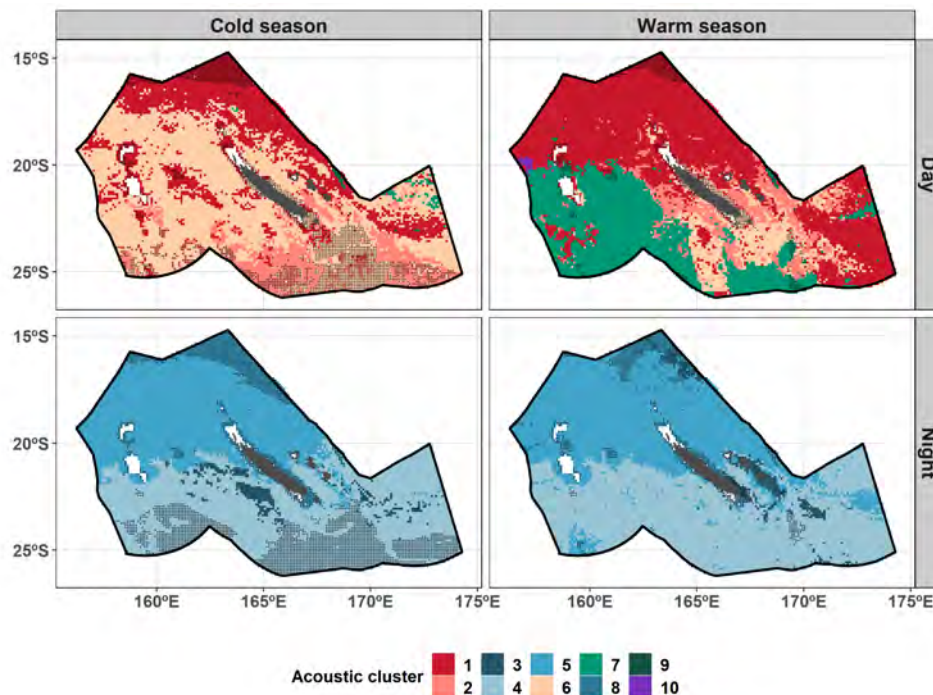 Cold season
Warm season
15ºS
20ºS
25ºS
Day
15ºS
20ºS
25ºS
Night
160ºE
165ºE
170ºE
175ºE
160ºE
165ºE
170ºE
175ºE
Acoustic cluster
1 3 5 7 9
2 4 6 8 10